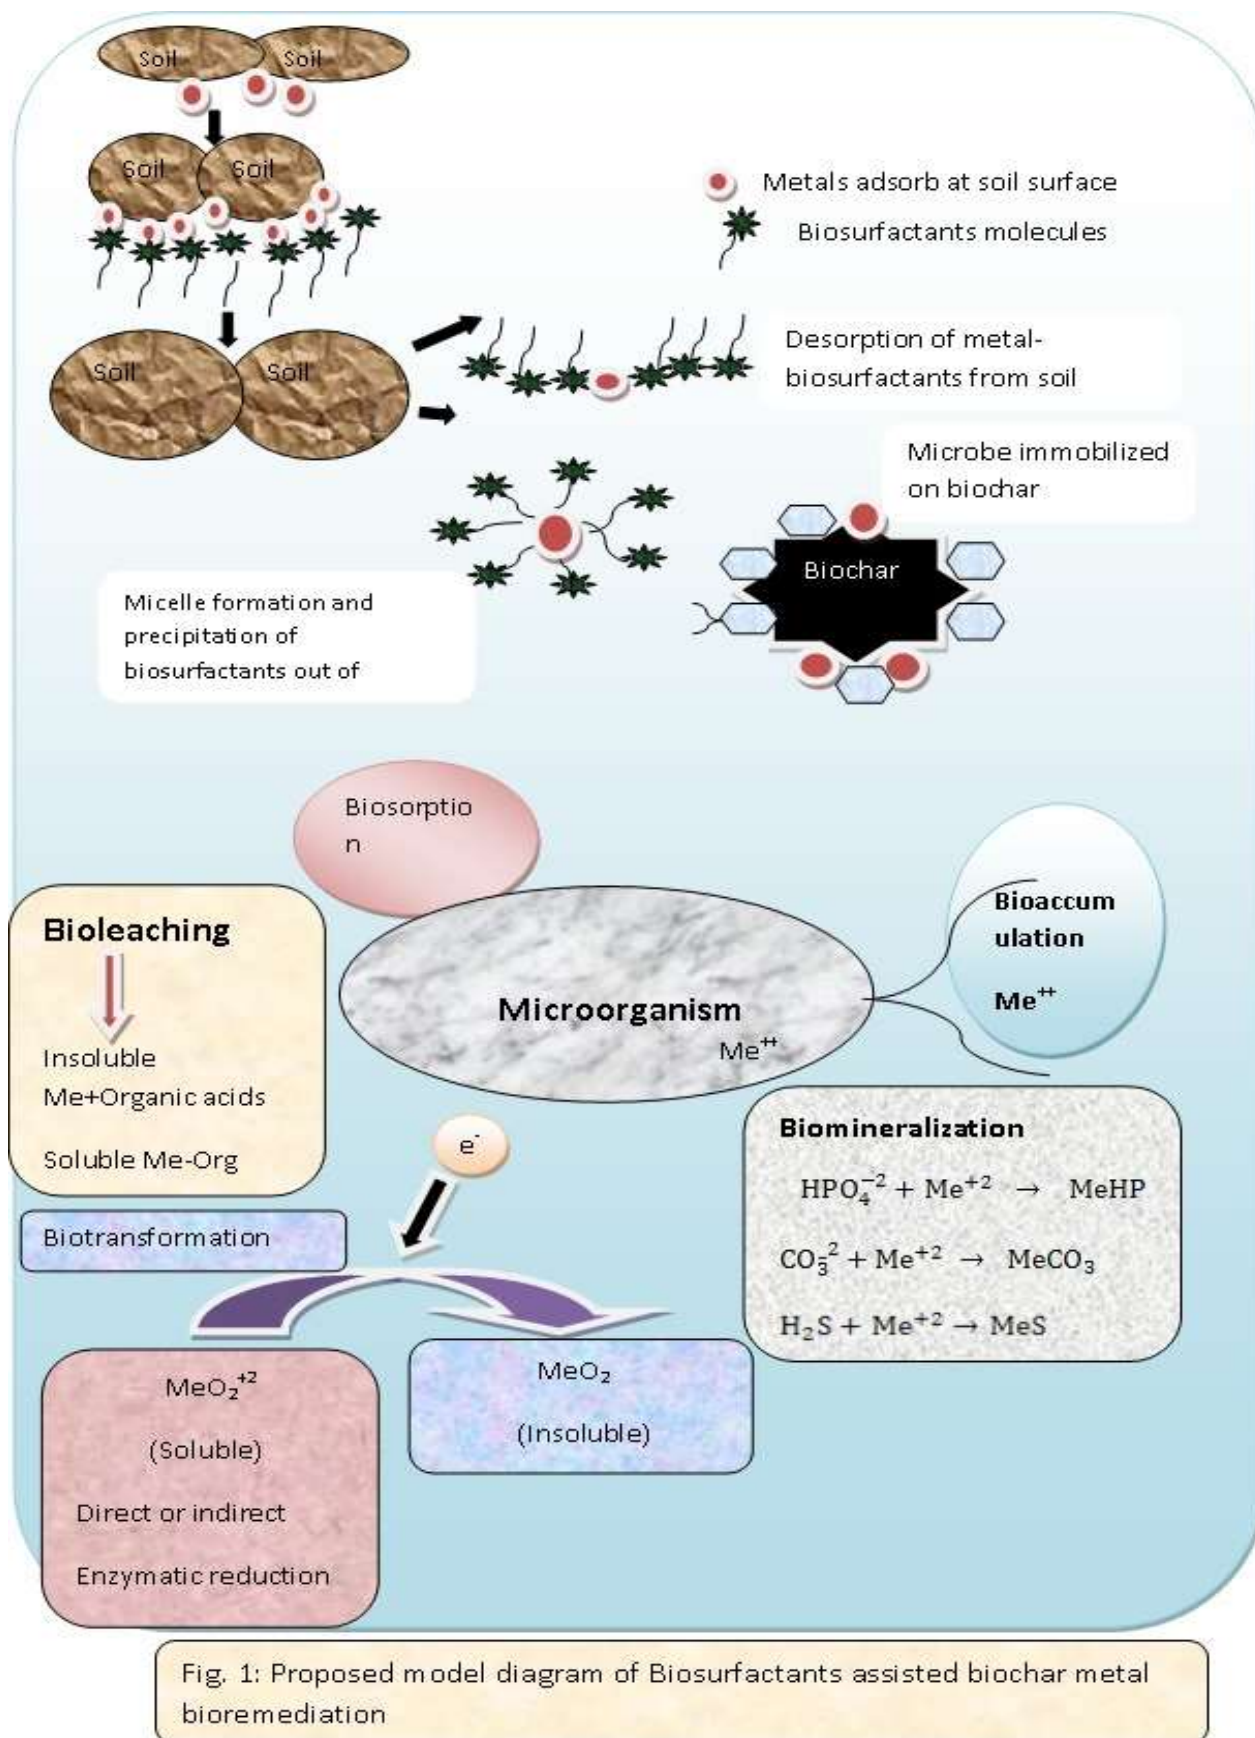 Soil Soil
Soil Soil
Metals adsorb at soil surface
Biosurfactants molecules
Soil Soil
Desorption of metal-
biosurfactants from soil
Microbe immobilized
on biochar
Biochar
Micelle formation and
precipitation of
biosurfactants out of
Biosorptio
n
Bioleaching
Insoluble
Me+Organic acids
Soluble Me-Org
Microorganism
Me⁺⁺
Bioaccum
ulation
Me⁺⁺
e⁻
Biomineralization
HPO₄⁻² + Me⁺² → MeHP
CO₃⁻² + Me⁺² → MeCO₃
H₂S + Me⁺² → MeS
Biotransformation
MeO₂⁺²
(Soluble)
Direct or indirect
Enzymatic reduction
MeO₂
(Insoluble)
Fig. 1: Proposed model diagram of Biosurfactants assisted biochar metal
bioremediation